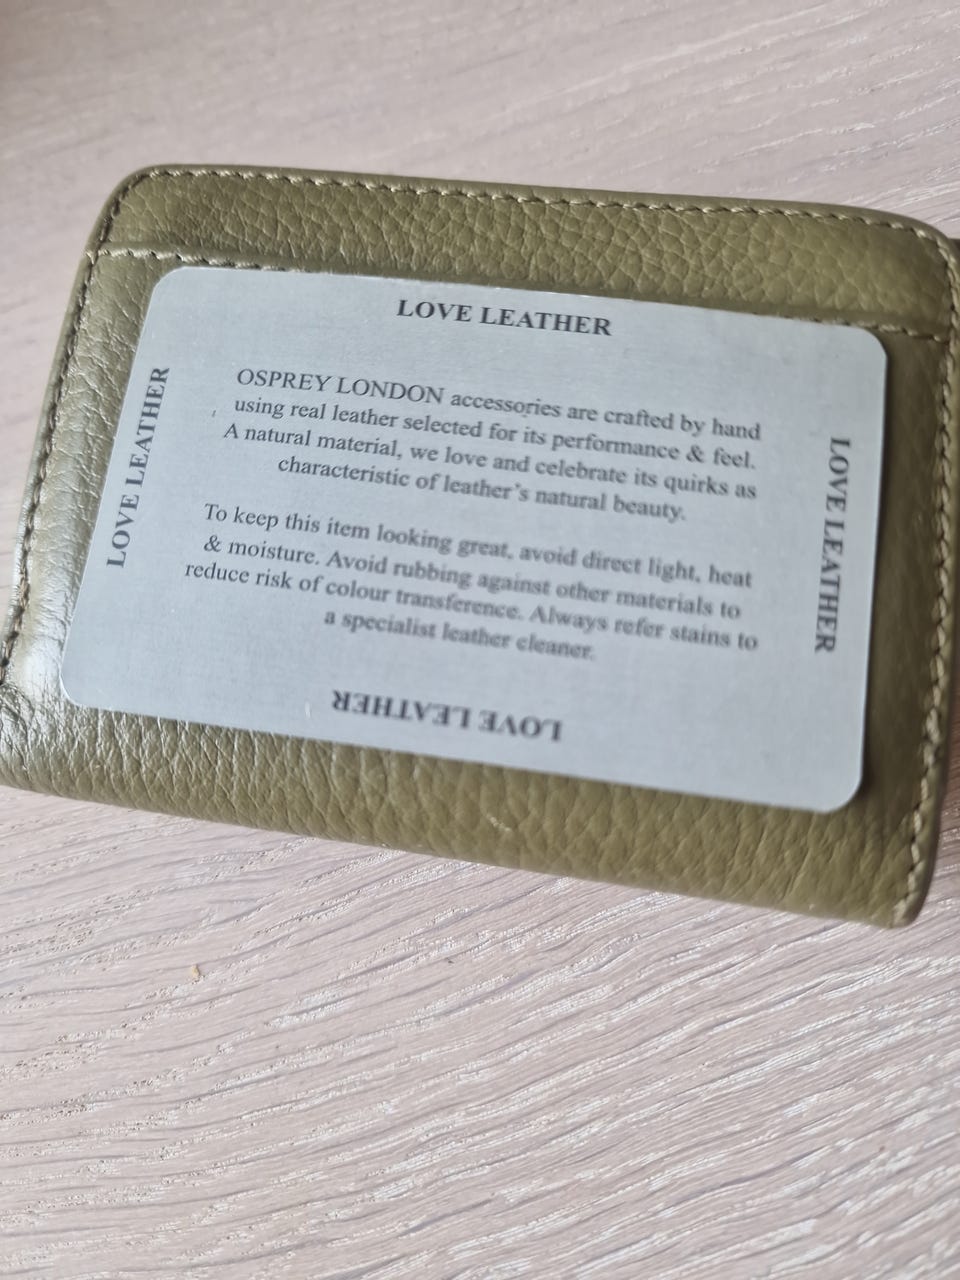 LOVE LEATHER
OSPREY LONDON accessories are crafted by hand
using real leather selected for its performance & feel.
A natural material, we love and celebrate its quirks as
characteristic of leather's natural beauty.
To keep this item looking great, avoid direct light, heat
& moisture. Avoid rubbing against other materials to
reduce risk of colour transference. Always refer stains to
a specialist leather cleaner.
LOVE LEATHER
LOVE LEATHER
LOVE LEATHER